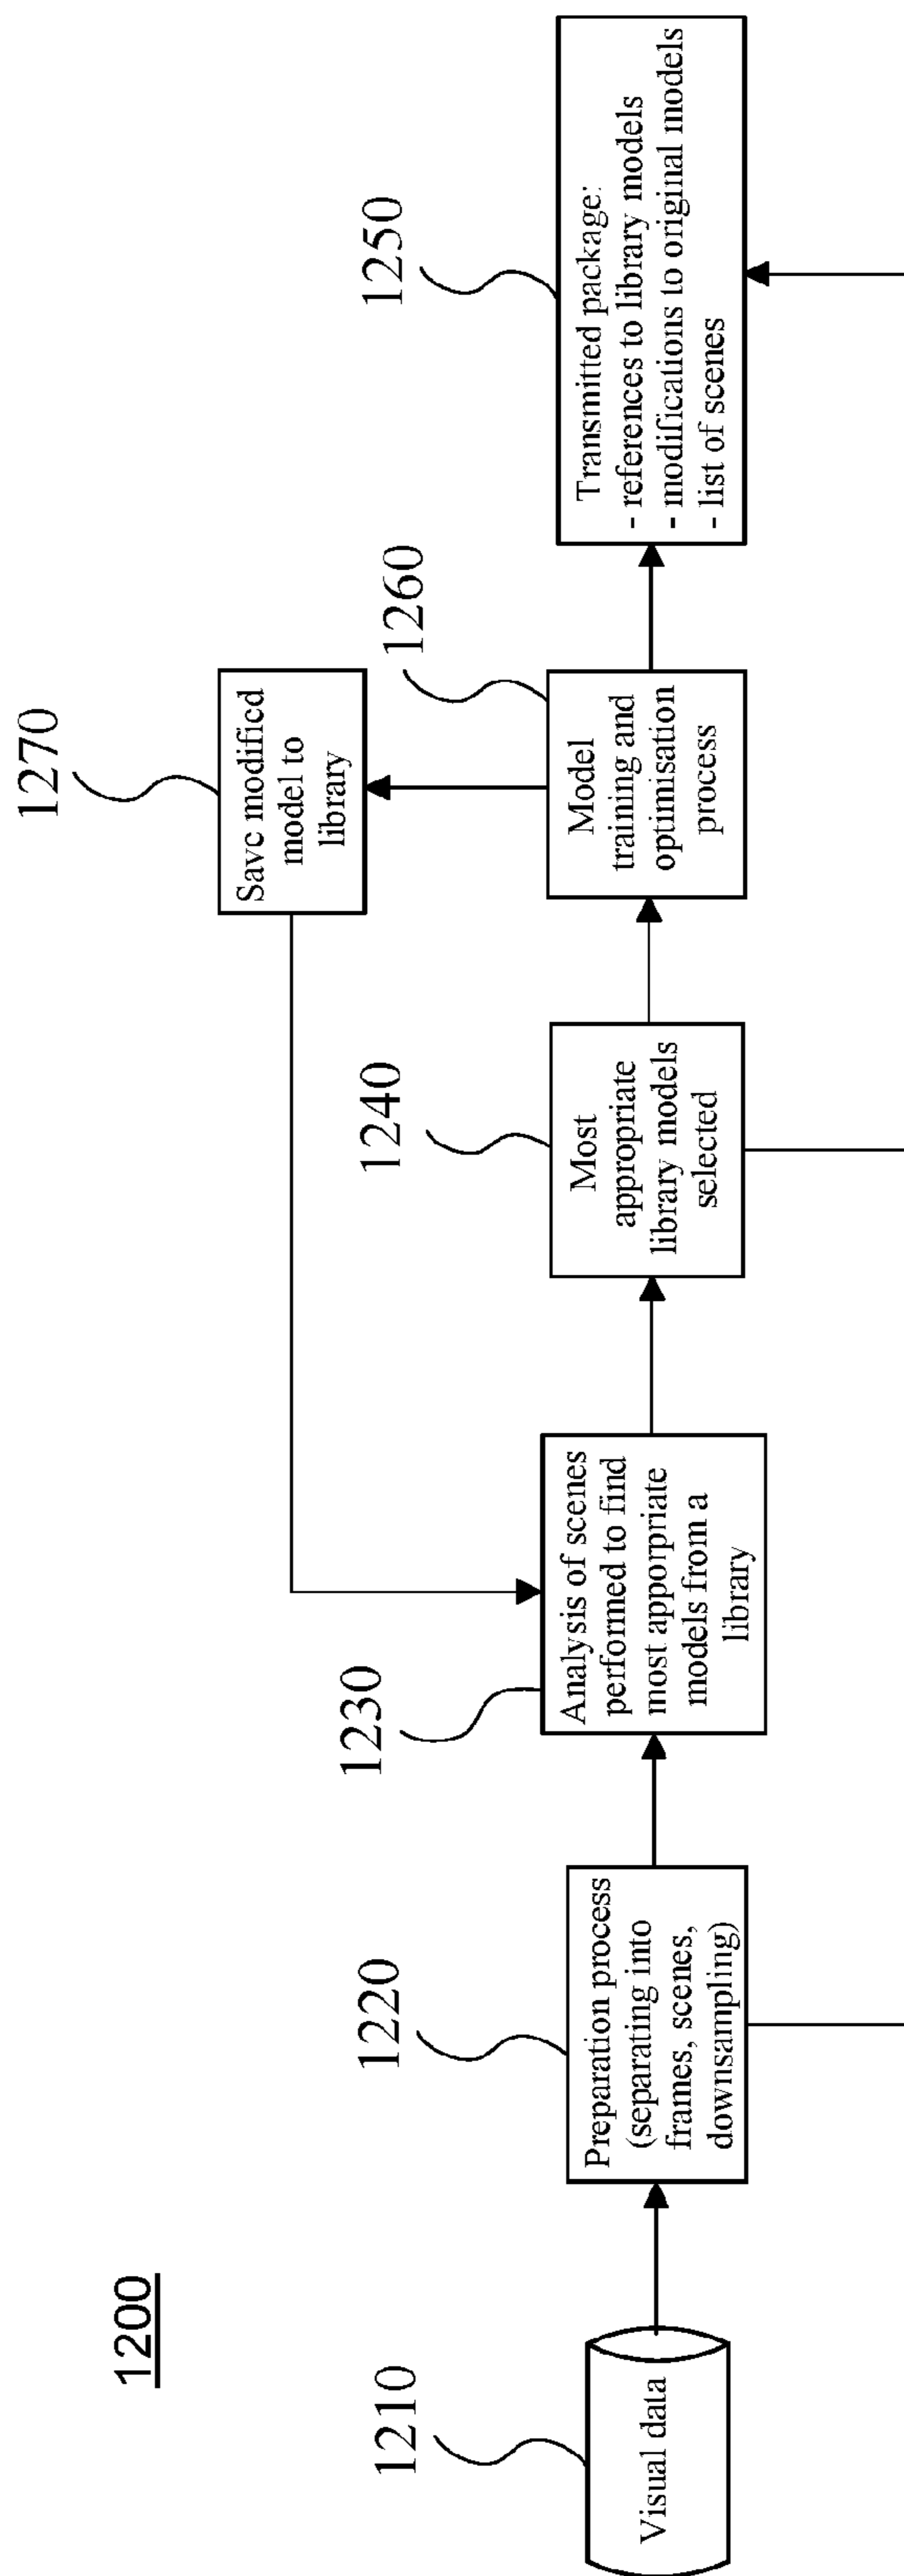 1200
1210
Visual data
1220
Preparation process
(separating into
frames, scenes,
downsampling)
1230
Analysis of scenes
performed to find
most apporpriate
models from a
library
1240
Most
appropriate
library models
selected
1260
Model
training and
optimisation
process
1270
Save modified
model to
library
1250
Transmitted package:
- references to library models
- modifications to original models
- list of scenes